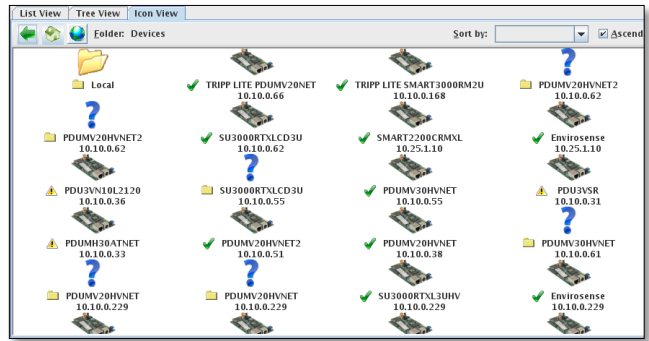 List View Tree View Icon View
Folder: Devices Sort by: Ascend
Local TRIPP LITE PDUMV20NET TRIPP LITE SMART3000RM2U PDUMV20HVNET2
10.10.0.66 10.10.0.168 10.10.0.62
PDUMV20HVNET2 SU3000RTXLCD3U SMART2200CRMXL Envirosense
10.10.0.62 10.10.0.62 10.25.1.10 10.25.1.10
PDU3VN10L2120 SU3000RTXLCD3U PDUMV30HVNET PDU3VSR
10.10.0.36 10.10.0.55 10.10.0.55 10.10.0.31
PDUMH30ATNET PDUMV20HVNET2 PDUMV20HVNET PDUMV30HVNET
10.10.0.33 10.10.0.51 10.10.0.38 10.10.0.61
PDUMV20HVNET PDUMV20HVNET SU3000RTXL3UHV Envirosense
10.10.0.229 10.10.0.229 10.10.0.229 10.10.0.229